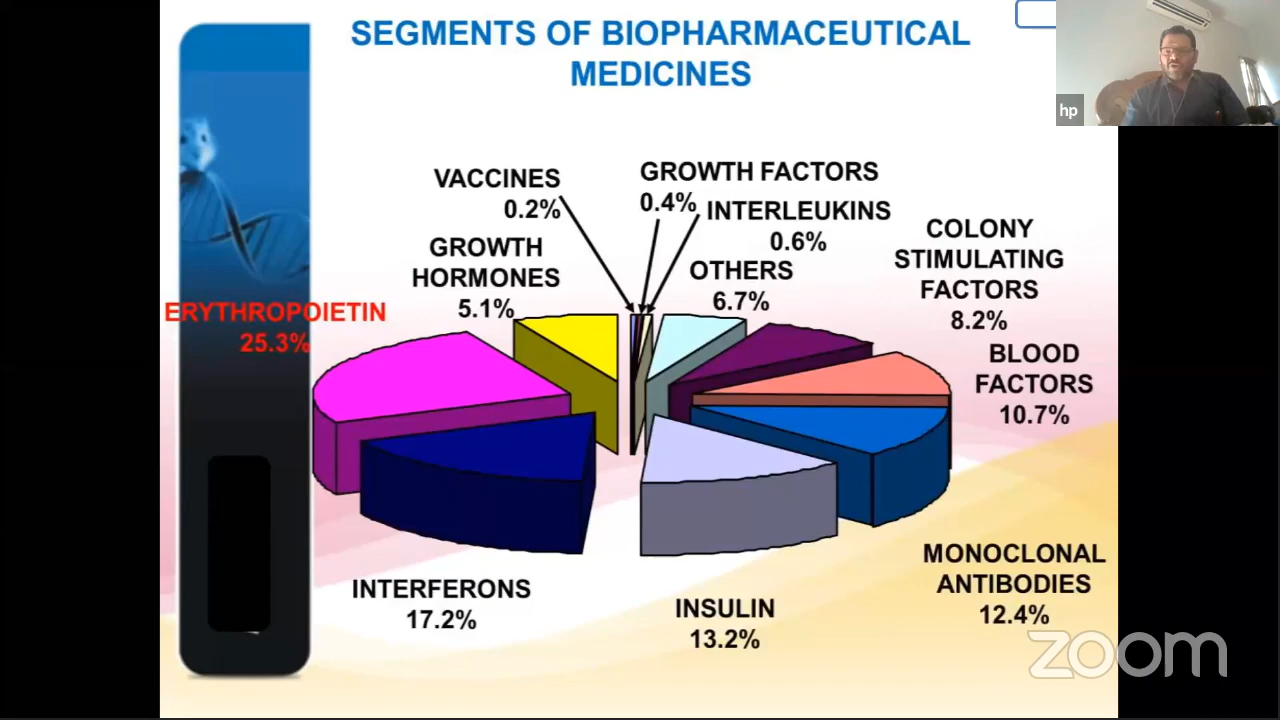 SEGMENTS OF BIOPHARMACEUTICAL
MEDICINES
hp
VACCINES
0.2%
GROWTH FACTORS
0.4%
INTERLEUKINS
0.6%
GROWTH
HORMONES
5.1%
OTHERS
6.7%
COLONY
STIMULATING
FACTORS
8.2%
ERYTHROPOIETIN
25.3%
BLOOD
FACTORS
10.7%
MONOCLONAL
ANTIBODIES
12.4%
INTERFERONS
17.2%
INSULIN
13.2%
zoom